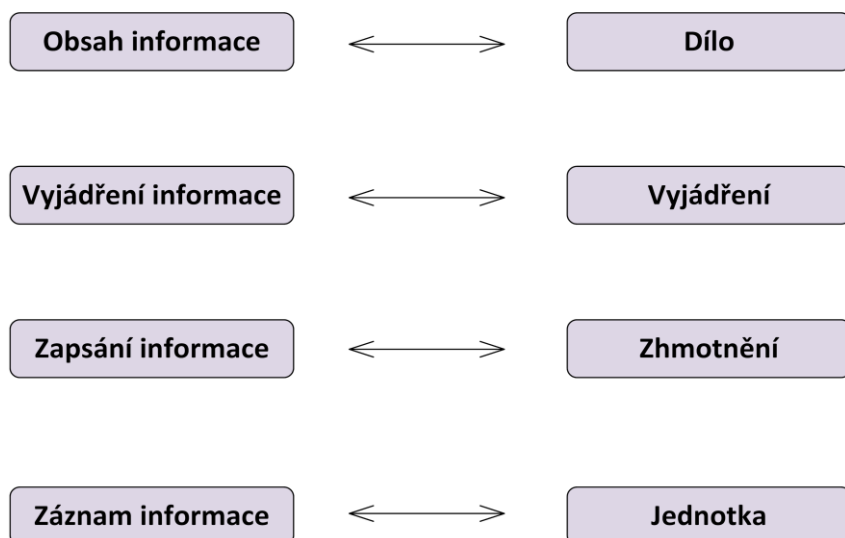 Obsah informace
Dílo
Vyjádření informace
Vyjádření
Zapsání informace
Zhmotnění
Záznam informace
Jednotka